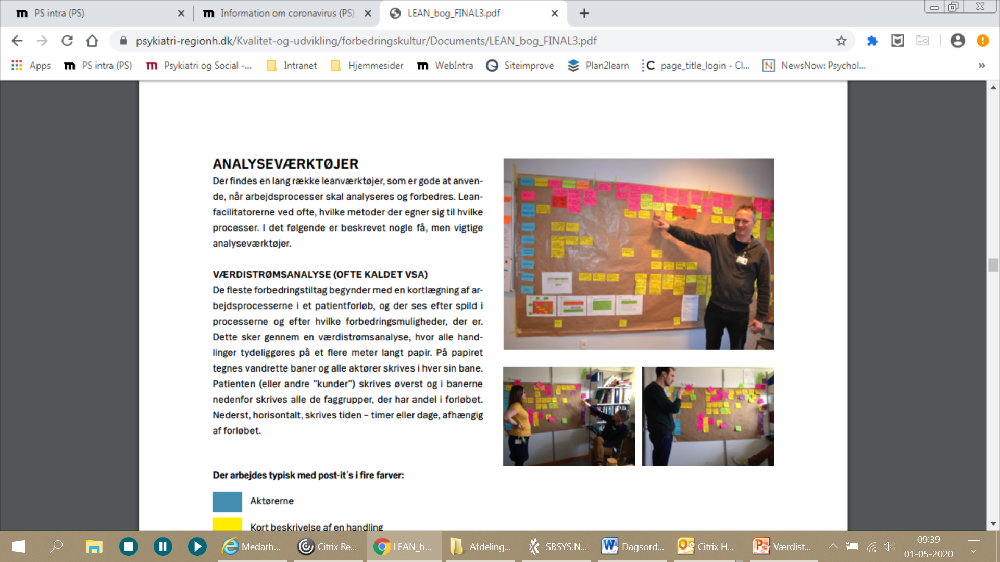 PS intra (PS)
Information om coronavirus (PS)
LEAN_bog_FINAL3.pdf
psykiatri-regionh.dk/Kvalitet-og-udvikling/forbedringskultur/Documents/LEAN_bog_FINAL3.pdf
Apps
PS intra (PS)
Psykiatri og Social -...
Intranet
Hjemmesider
WebIntra
Siteimprove
Plan2learn
page_title_login - Cl...
NewsNow: Psychol...
ANALYSEVÆRKTØJER
Der findes en lang række leanværktøjer, som er gode at anven-
de, når arbejdsprocesser skal analyseres og forbedres. Lean-
facilitatorerne ved ofte, hvilke metoder der egner sig til hvilke
processer. I det følgende er beskrevet nogle få, men vigtige
analyseværktøjer.
VÆRDISTRØMSANALYSE (OFTE KALDET VSA)
De fleste forbedringstiltag begynder med en kortlægning af ar-
bejdsprocesserne i et patientforløb, og der ses efter spild i
processerne og efter hvilke forbedringsmuligheder, der er.
Dette sker gennem en værdistrømsanalyse, hvor alle hand-
linger tydeliggøres på et flere meter langt papir. På papiret
tegnes vandrette baner og alle aktører skrives i hver sin bane.
Patienten (eller andre "kunder") skrives øverst og i banerne
nedenfor skrives alle de faggrupper, der har andel i forløbet.
Nederst, horisontalt, skrives tiden – timer eller dage, afhængig
af forløbet.
Der arbejdes typisk med post-it´s i fire farver:
Aktørerne
Kort beskrivelse af en handling
Medarb...
Citrix Re...
LEAN_b...
Afdeling...
SBSYS.N...
Dagsord...
Citrix H...
Værdist...
09:39
01-05-2020